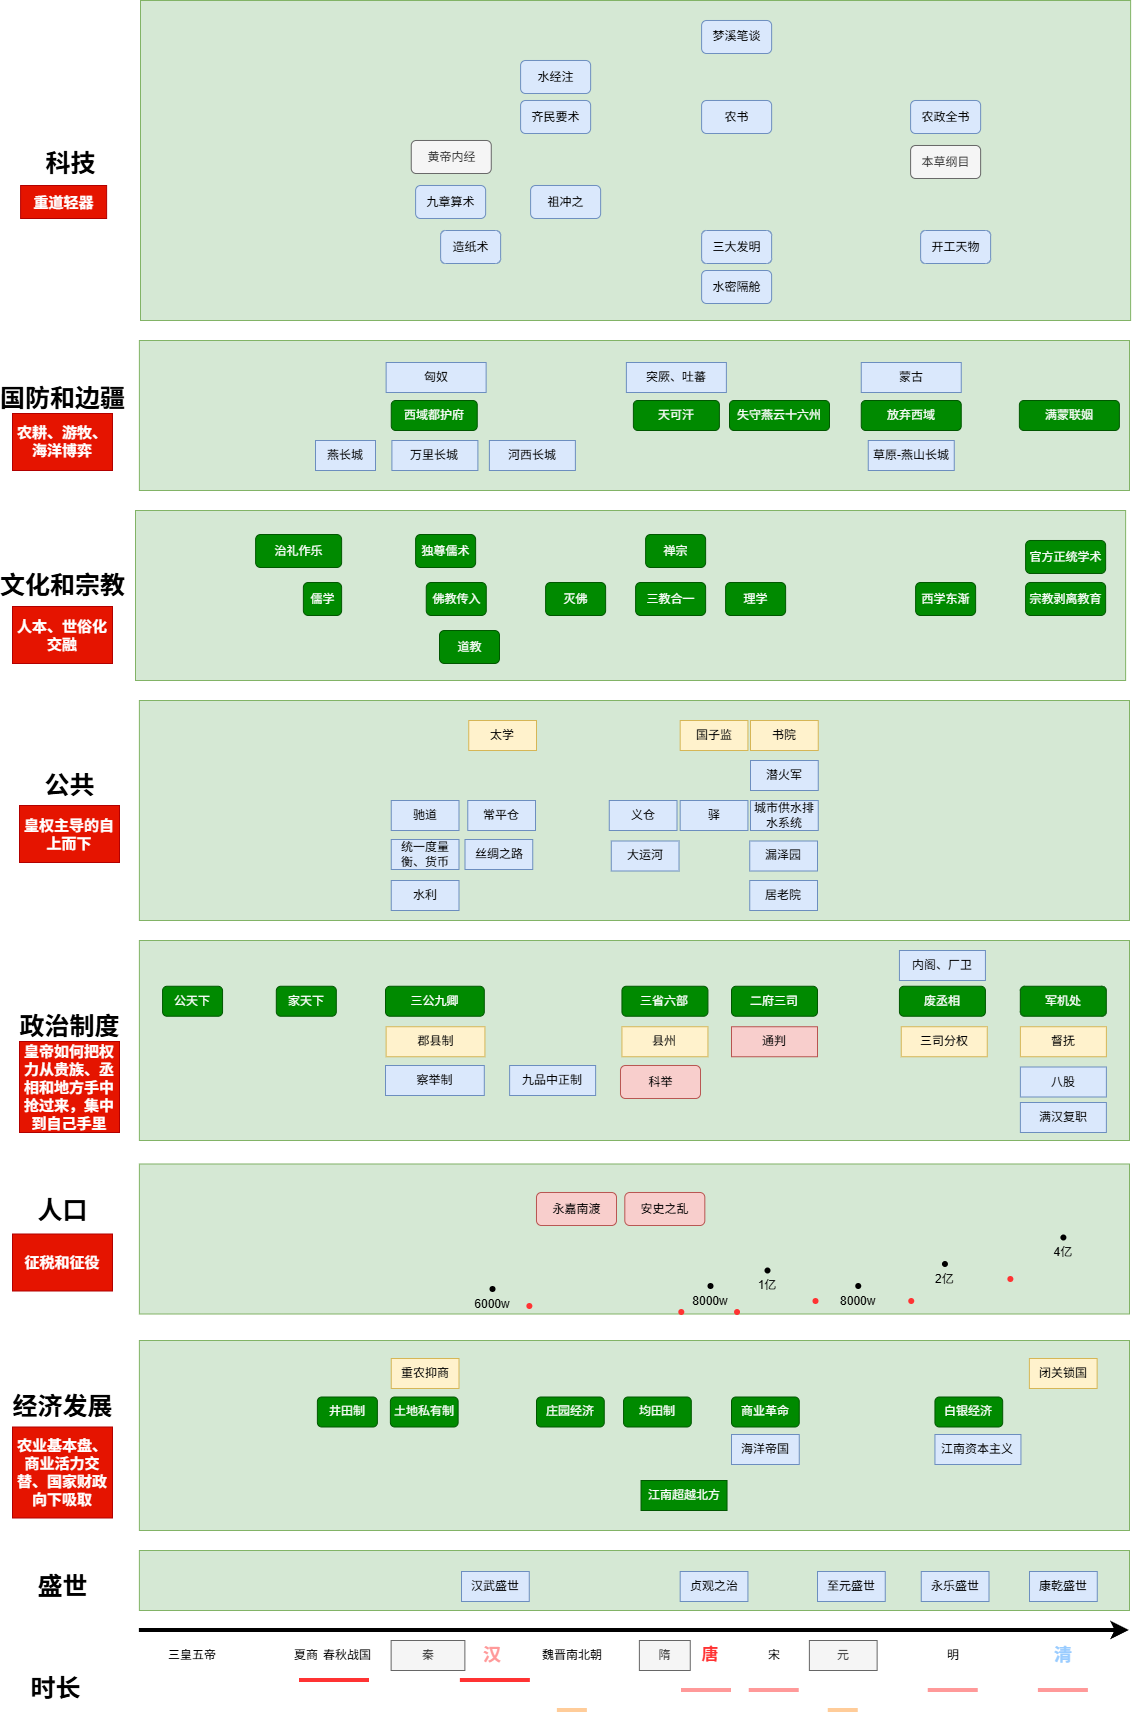 梦溪笔谈
水经注
齐民要术
农书
农政全书
科技
黄帝内经
本草纲目
重道轻器
九章算术
祖冲之
造纸术
三大发明
开工天物
水密隔舱
国防和边疆
匈奴
突厥、吐蕃
蒙古
农耕、游牧、
海洋博弈
西域都护府
天可汗
失守燕云十六州
放弃西域
满蒙联姻
燕长城
万里长城
河西长城
草原-燕山长城
文化和宗教
治礼作乐
独尊儒术
禅宗
官方正统学术
人本、世俗化
交融
儒学
佛教传入
灭佛
三教合一
理学
西学东渐
宗教剥离教育
道教
公共
太学
国子监
书院
潜火军
皇权主导的自
上而下
驰道
常平仓
义仓
驿
城市供水排
水系统
统一度量
衡、货币
丝绸之路
大运河
漏泽园
水利
居老院
政治制度
内阁、厂卫
公天下
家天下
三公九卿
三省六部
二府三司
废丞相
军机处
皇帝如何把权
力从贵族、丞
相和地方手中
抢过来，集中
到自己手里
郡县制
县州
通判
三司分权
督抚
察举制
九品中正制
科举
八股
满汉复职
人口
征税和征役
永嘉南渡
安史之乱
6000w
8000w
1亿
8000w
2亿
4亿
经济发展
重农抑商
闭关锁国
农业基本盘、
商业活力交
替、国家财政
向下吸取
井田制
土地私有制
庄园经济
均田制
商业革命
白银经济
海洋帝国
江南资本主义
江南超越北方
盛世
汉武盛世
贞观之治
至元盛世
永乐盛世
康乾盛世
三皇五帝
夏商 春秋战国
秦
汉
魏晋南北朝
隋
唐
宋
元
明
清
时长